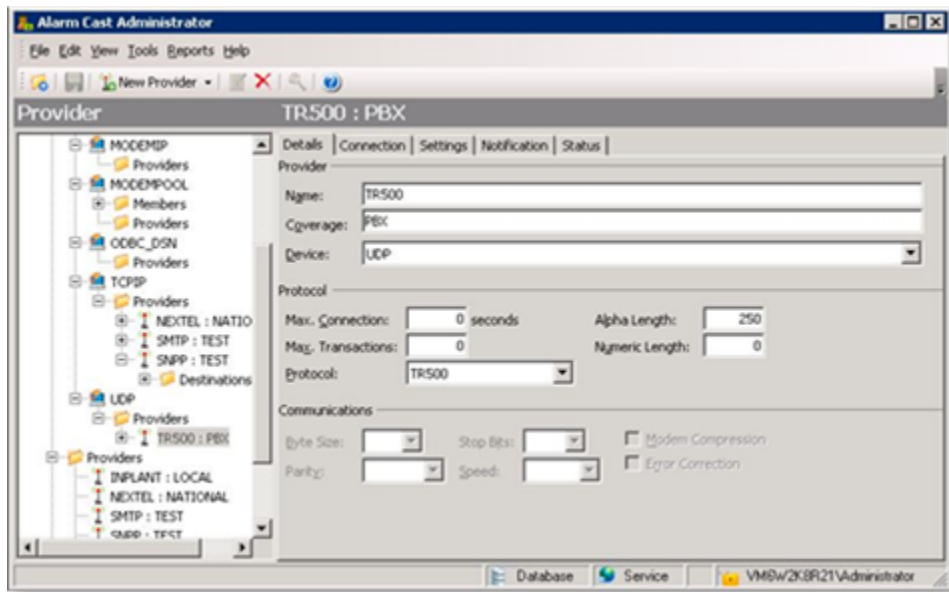 Alarm Cast Administrator
File Edit View Tools Reports Help
New Provider
Provider
TR500 : PBX
MODEMIP
Providers
MODEMPOOL
Members
Providers
ODBC_DSN
Providers
TCPIP
Providers
NEXTEL : NATIO
SMTP : TEST
SNPP : TEST
Destinations
UDP
Providers
TR500 : PBX
Providers
INPLANT : LOCAL
NEXTEL : NATIONAL
SMTP : TEST
SNPP : TEST
Details Connection Settings Notification Status
Provider
Name: TR500
Coverage: PBX
Device: UDP
Protocol
Max. Connection: 0 seconds Alpha Length: 250
Max. Transactions: 0 Numeric Length: 0
Protocol: TR500
Communications
Byte Size: Stop Bits: Modem Compression
Parity: Speed: Error Correction
Database Service VM6W2K8R21\Administrator